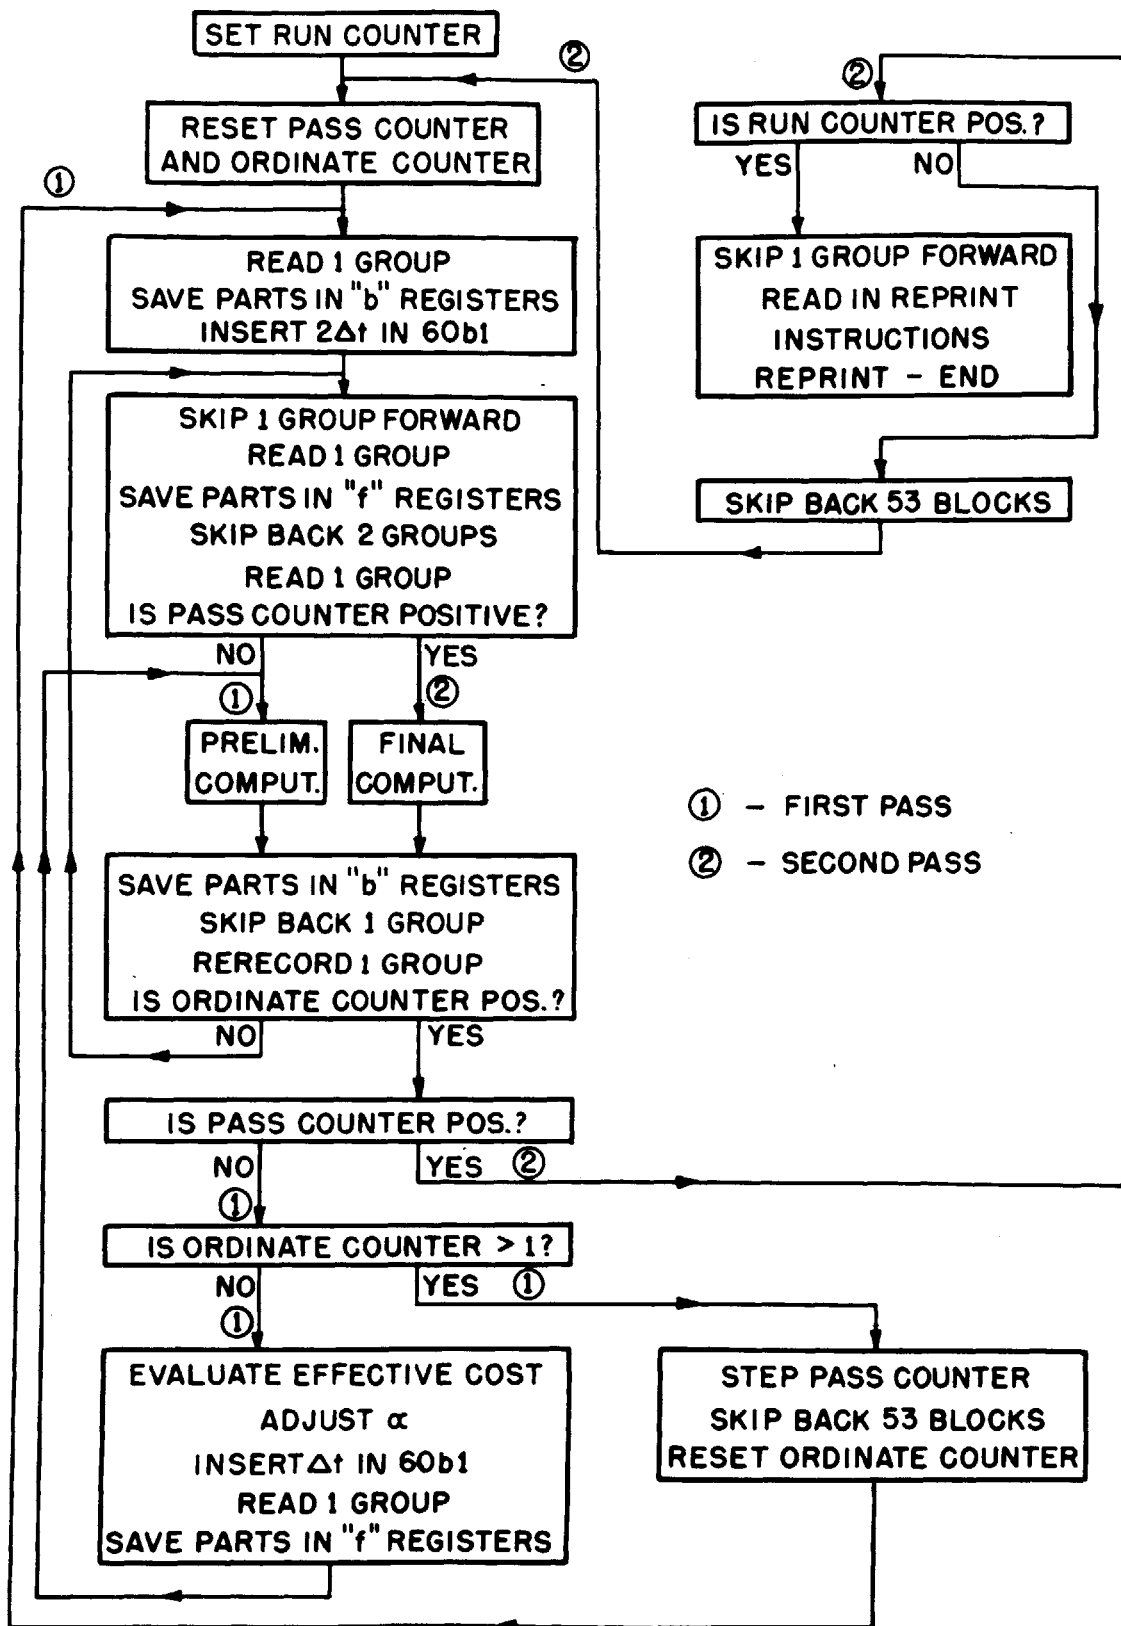 SET RUN COUNTER
②
RESET PASS COUNTER
AND ORDINATE COUNTER
①
READ 1 GROUP
SAVE PARTS IN "b" REGISTERS
INSERT 2Δt IN 60b1
SKIP 1 GROUP FORWARD
READ 1 GROUP
SAVE PARTS IN "f" REGISTERS
SKIP BACK 2 GROUPS
READ 1 GROUP
IS PASS COUNTER POSITIVE?
NO YES
① ②
PRELIM.
COMPUT.
FINAL
COMPUT.
SAVE PARTS IN "b" REGISTERS
SKIP BACK 1 GROUP
RERECORD 1 GROUP
IS ORDINATE COUNTER POS.?
NO YES
IS PASS COUNTER POS.?
NO YES ②
①
IS ORDINATE COUNTER > 1?
NO YES ①
①
EVALUATE EFFECTIVE COST
ADJUST α
INSERT Δt IN 60b1
READ 1 GROUP
SAVE PARTS IN "f" REGISTERS
②
IS RUN COUNTER POS.?
YES NO
SKIP 1 GROUP FORWARD
READ IN REPRINT
INSTRUCTIONS
REPRINT - END
SKIP BACK 53 BLOCKS
① - FIRST PASS
② - SECOND PASS
STEP PASS COUNTER
SKIP BACK 53 BLOCKS
RESET ORDINATE COUNTER